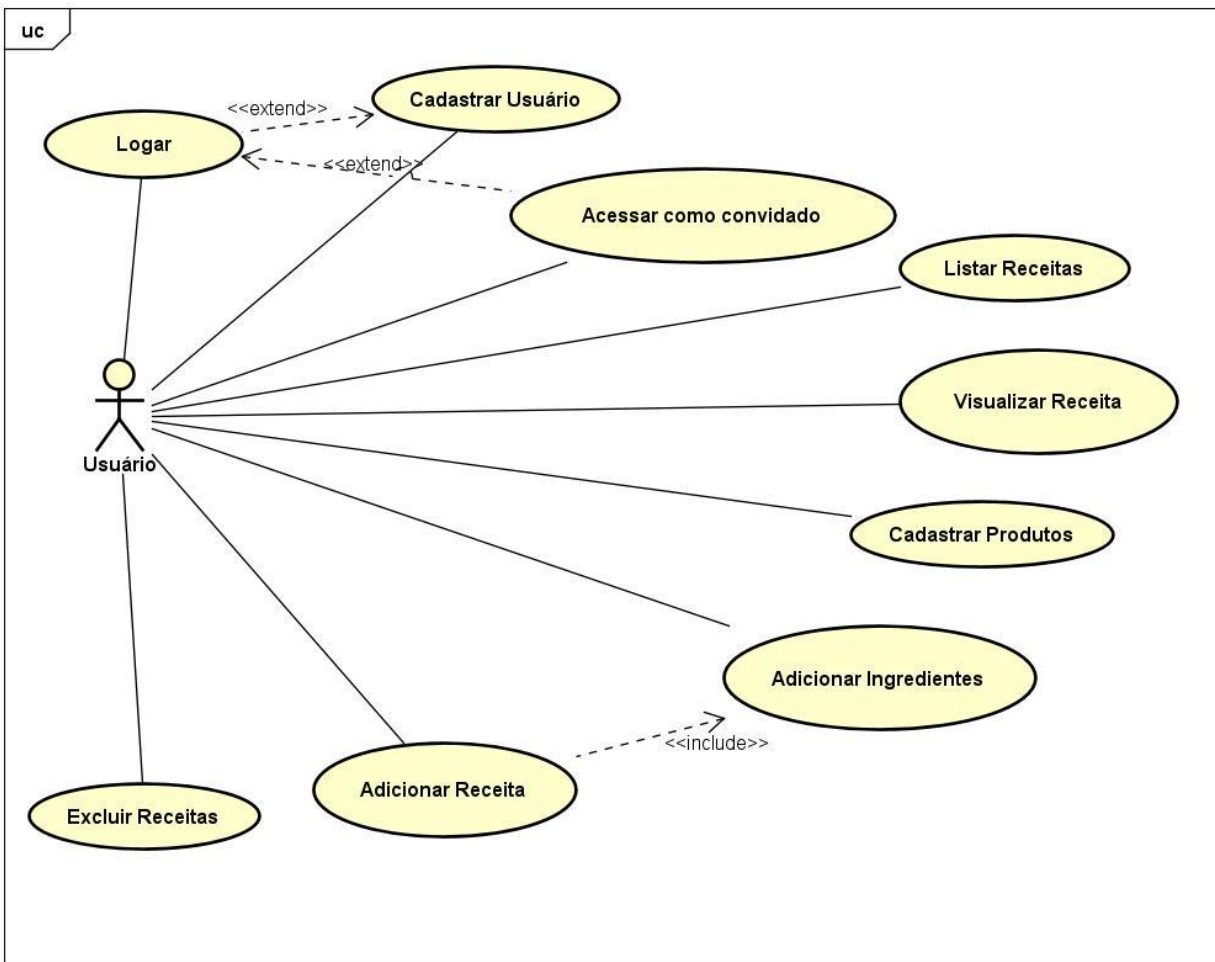 uc
Cadastrar Usuário
<<extend>>
Logar
<<extend>>
Acessar como convidado
Listar Receitas
Visualizar Receita
Usuário
Cadastrar Produtos
Adicionar Ingredientes
<<include>>
Adicionar Receita
Excluir Receitas